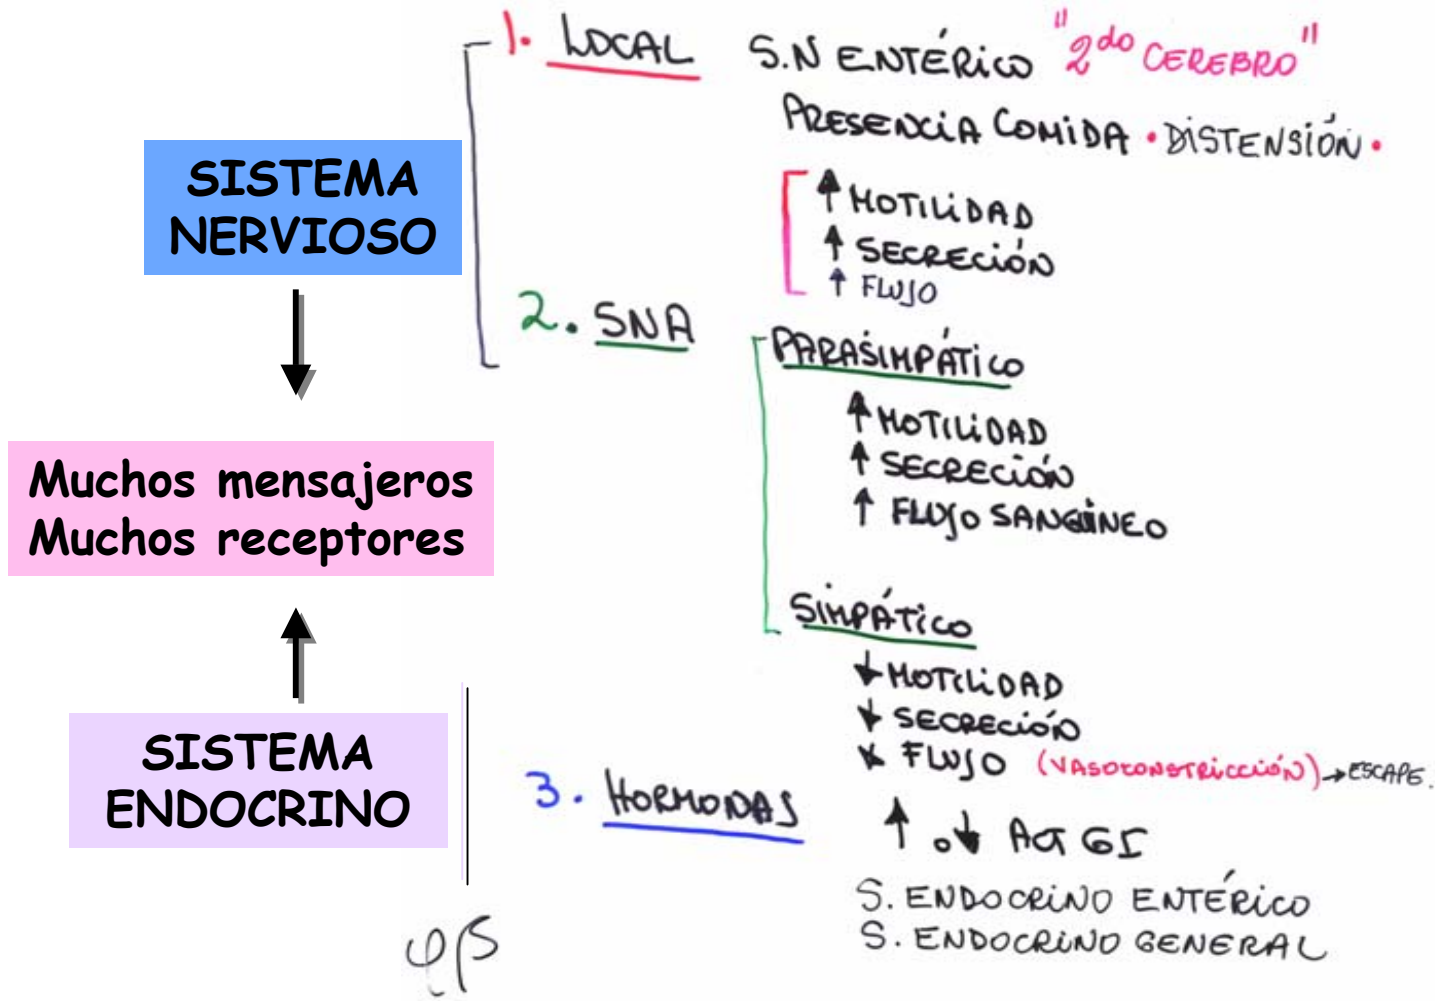 1. LOCAL S.N ENTÉRICO "2do CEREBRO"
PRESENCIA COMIDA • DISTENSIÓN •
SISTEMA
NERVIOSO
↑ MOTILIDAD
↑ SECRECIÓN
↑ FLUJO
2. SNA
PARASIMPÁTICO
↑ MOTILIDAD
↑ SECRECIÓN
↑ FLUJO SANGUINEO
Muchos mensajeros
Muchos receptores
SIMPÁTICO
↓ MOTILIDAD
↓ SECRECIÓN
↓ FLUJO (VASOCONSTRICCIÓN) → ESCAPE.
SISTEMA
ENDOCRINO
3. HORMONAS
↑ o ↓ ACT GI
S. ENDOCRINO ENTÉRICO
S. ENDOCRINO GENERAL